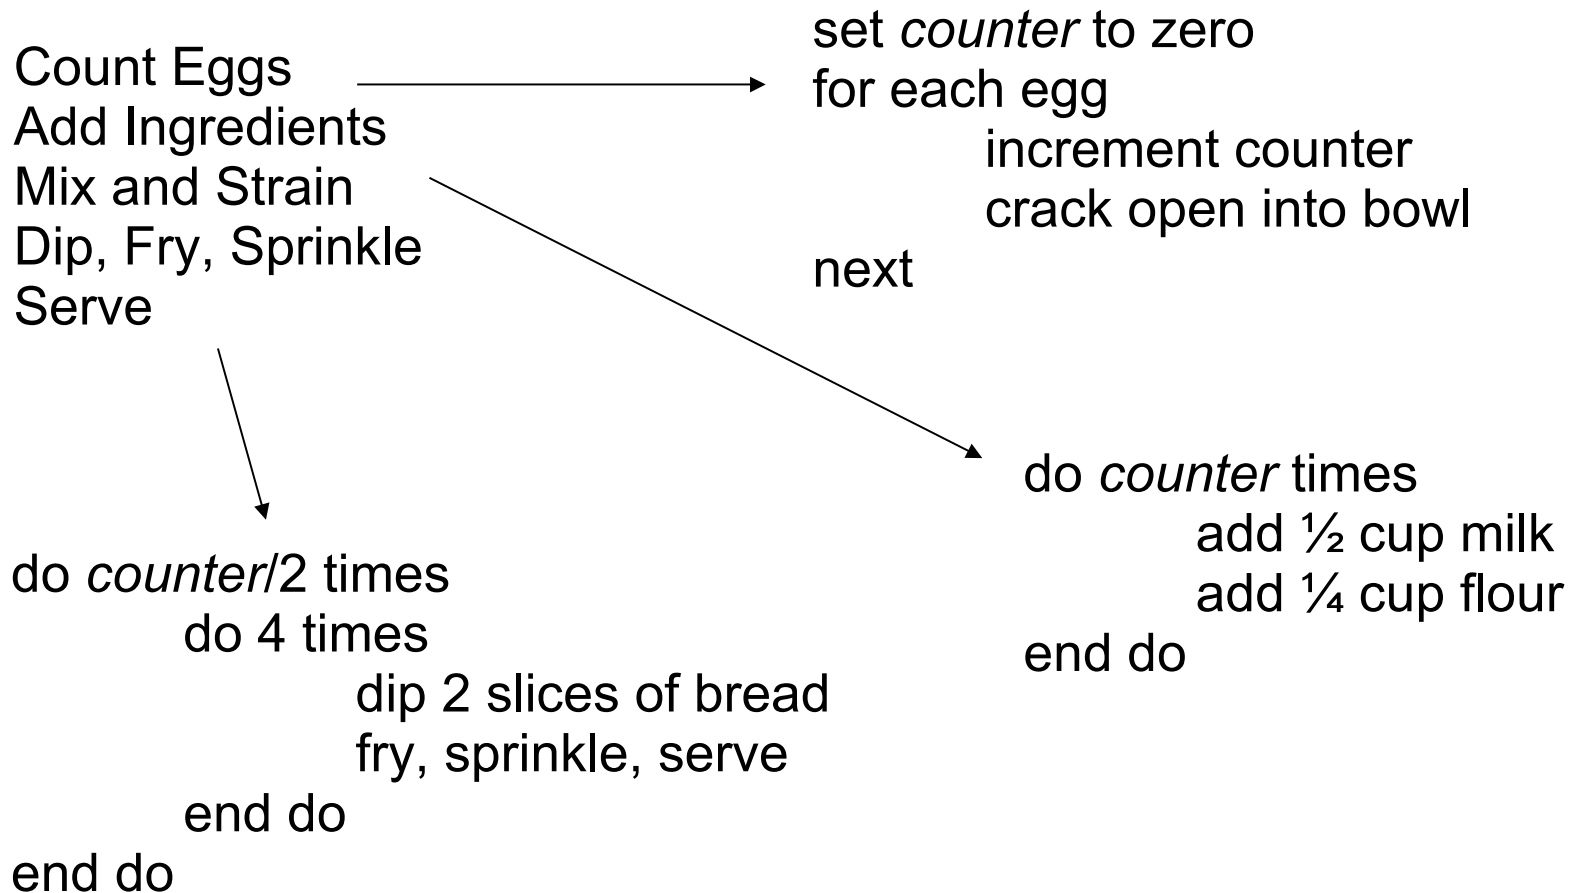 Count Eggs
Add Ingredients
Mix and Strain
Dip, Fry, Sprinkle
Serve
set counter to zero
for each egg
increment counter
crack open into bowl
next
do counter times
add ½ cup milk
add ¼ cup flour
end do
do counter/2 times
do 4 times
dip 2 slices of bread
fry, sprinkle, serve
end do
end do